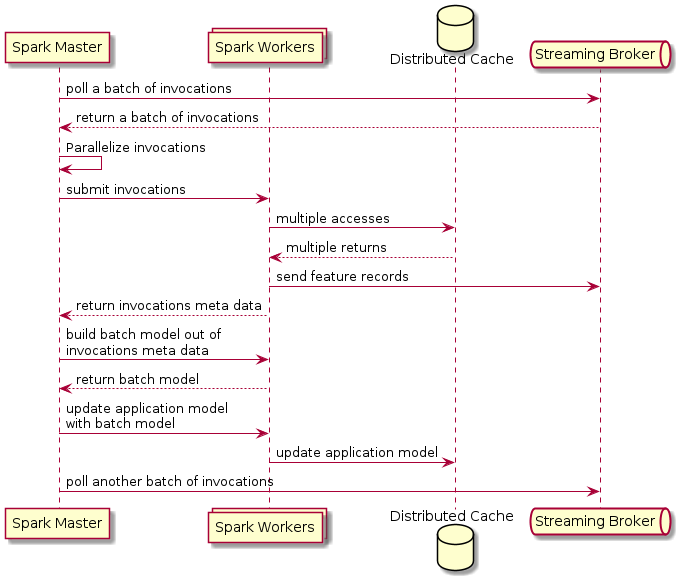 Spark Master
Spark Workers
Distributed Cache
Streaming Broker
poll a batch of invocations
return a batch of invocations
Parallelize invocations
submit invocations
multiple accesses
multiple returns
send feature records
return invocations meta data
build batch model out of
invocations meta data
return batch model
update application model
with batch model
update application model
poll another batch of invocations
Spark Master
Spark Workers
Distributed Cache
Streaming Broker